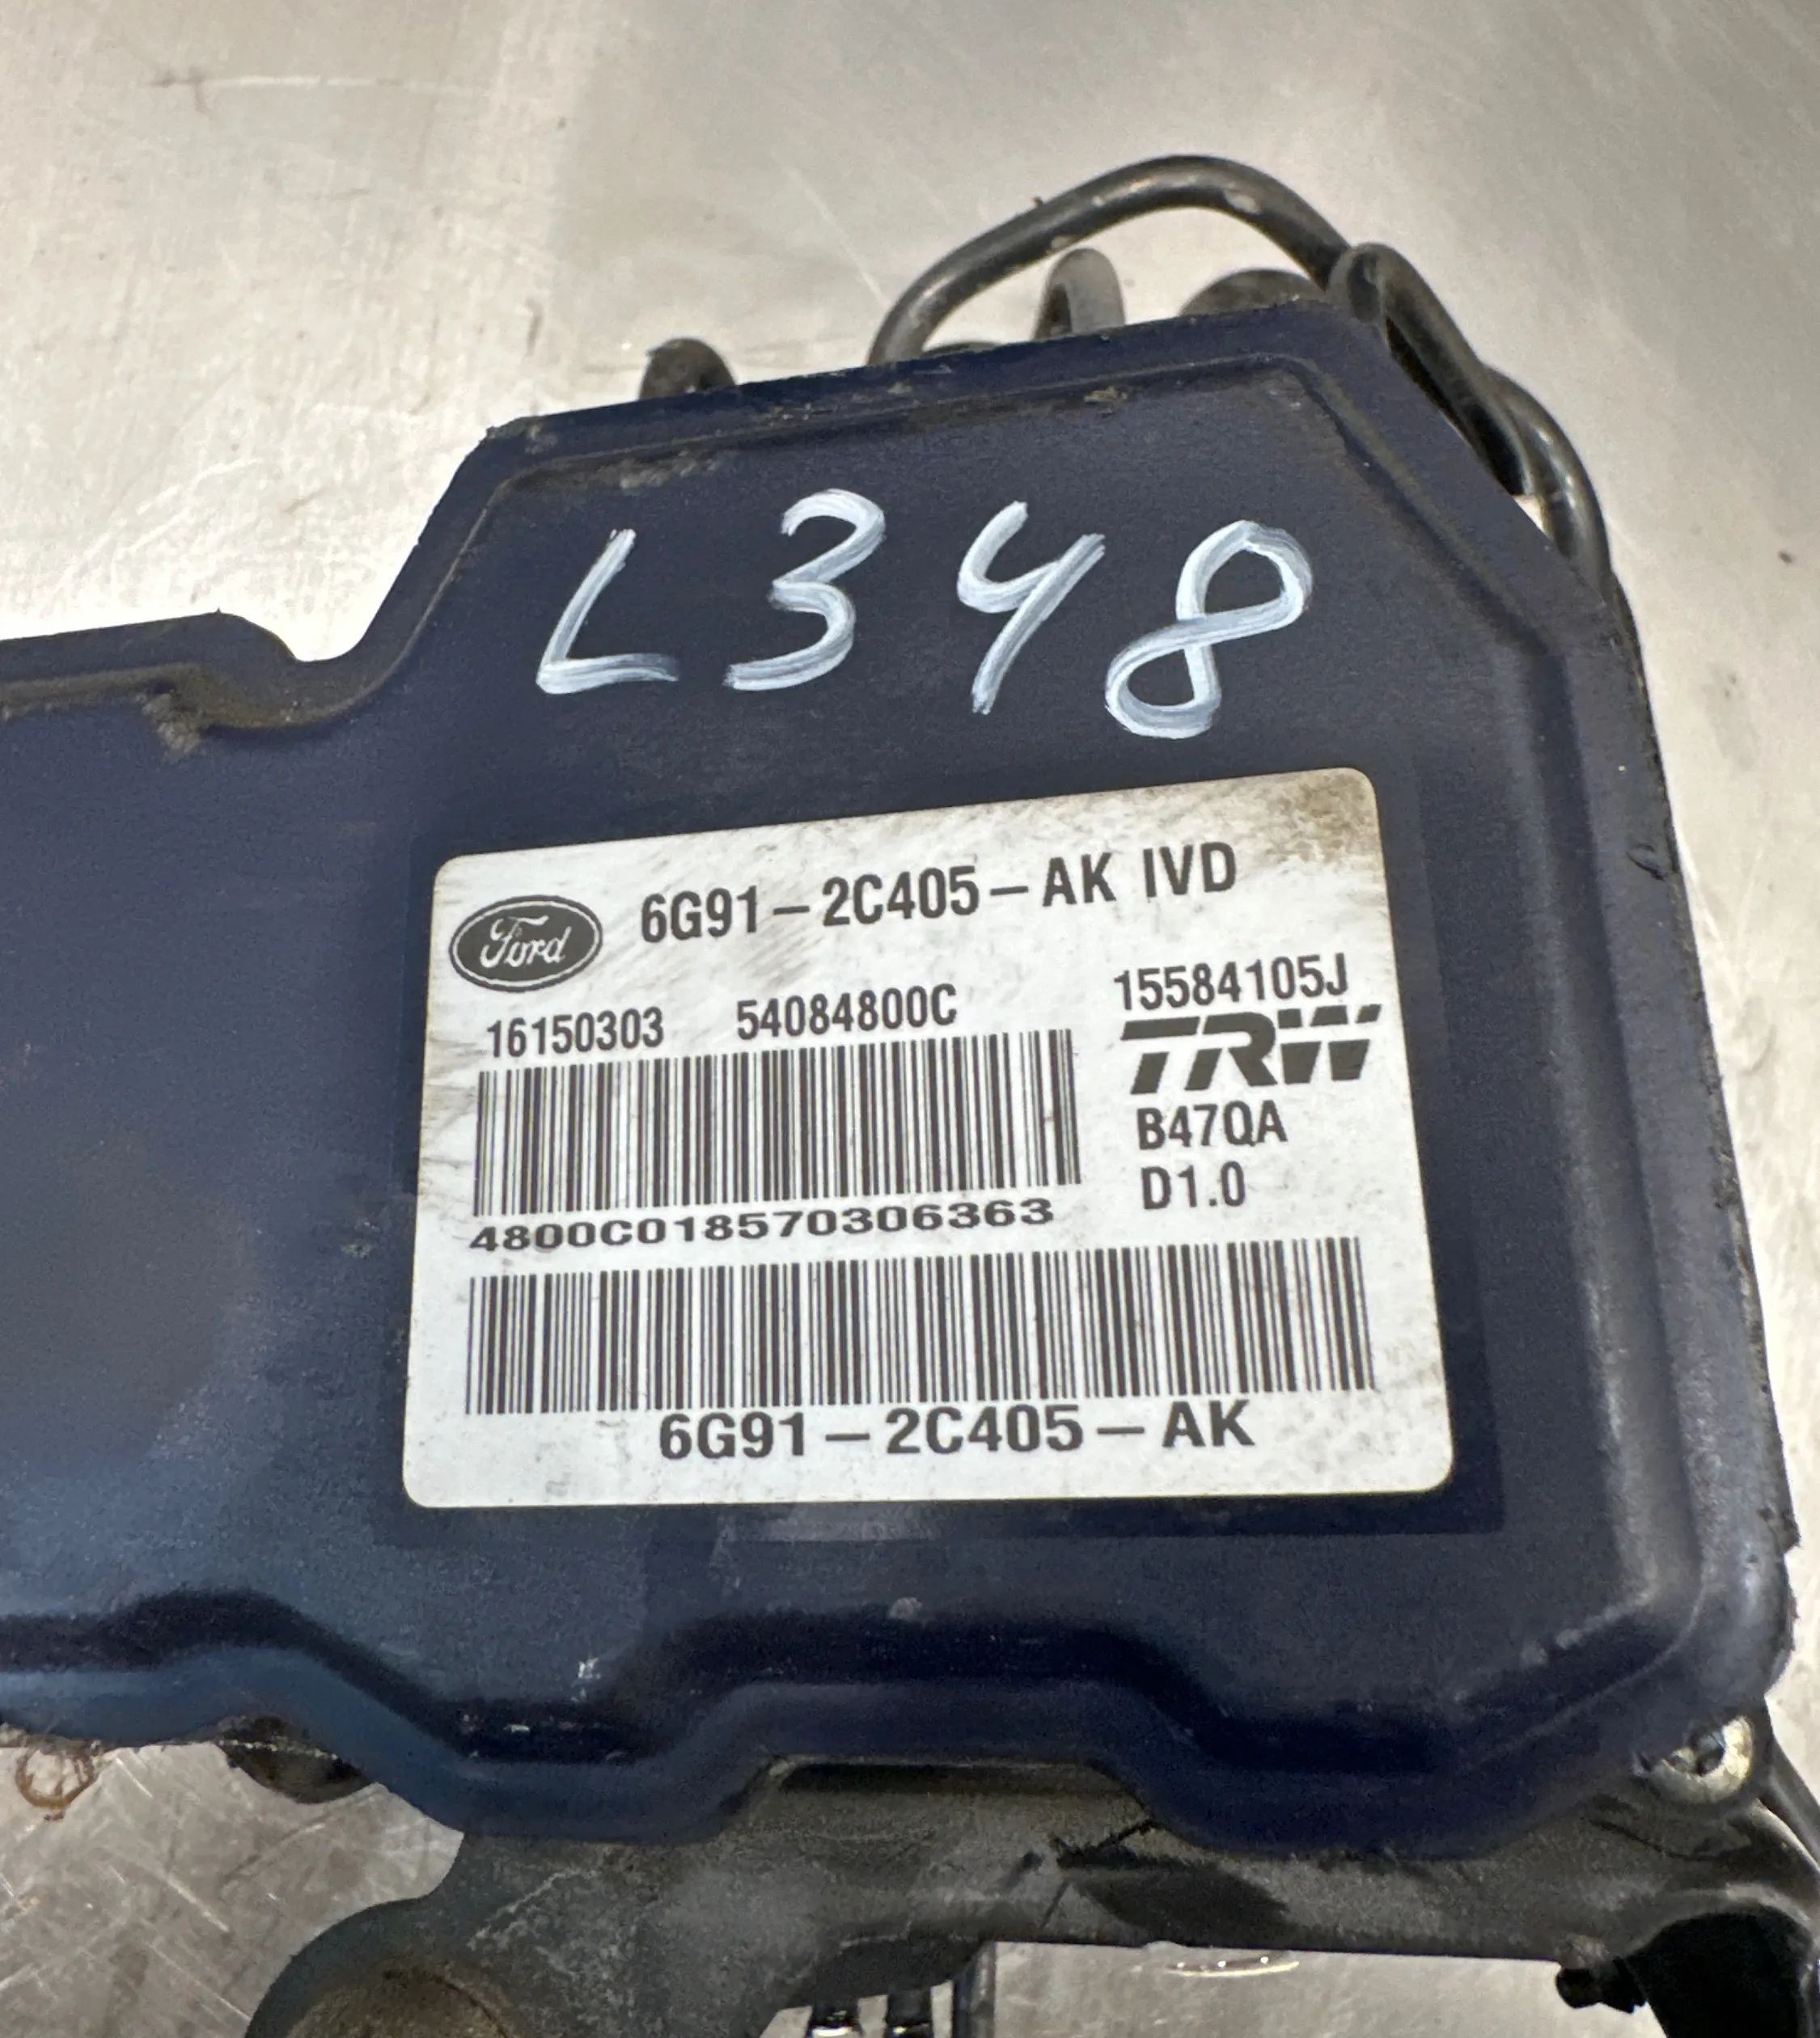 L348
Ford 6G91-2C405-AK IVD
16150303 54084800C 15584105J
TRW
B47QA
D1.0
4800C018570306363
6G91-2C405-AK